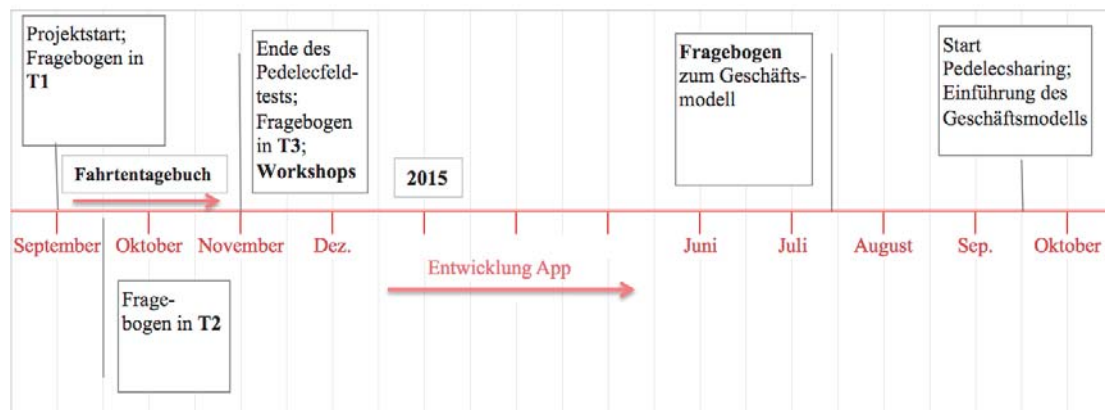 Projektstart;
Fragebogen in
T1
Fahrtentagebuch
Ende des
Pedelecfeld-
tests;
Fragebogen
in T3;
Workshops
2015
Fragebogen
zum Geschäfts-
modell
Start
Pedelecsharing;
Einführung des
Geschäftsmodells
September
Oktober
November
Dez.
Juni
Juli
August
Sep.
Oktober
Entwicklung App
Frage-
bogen in T2